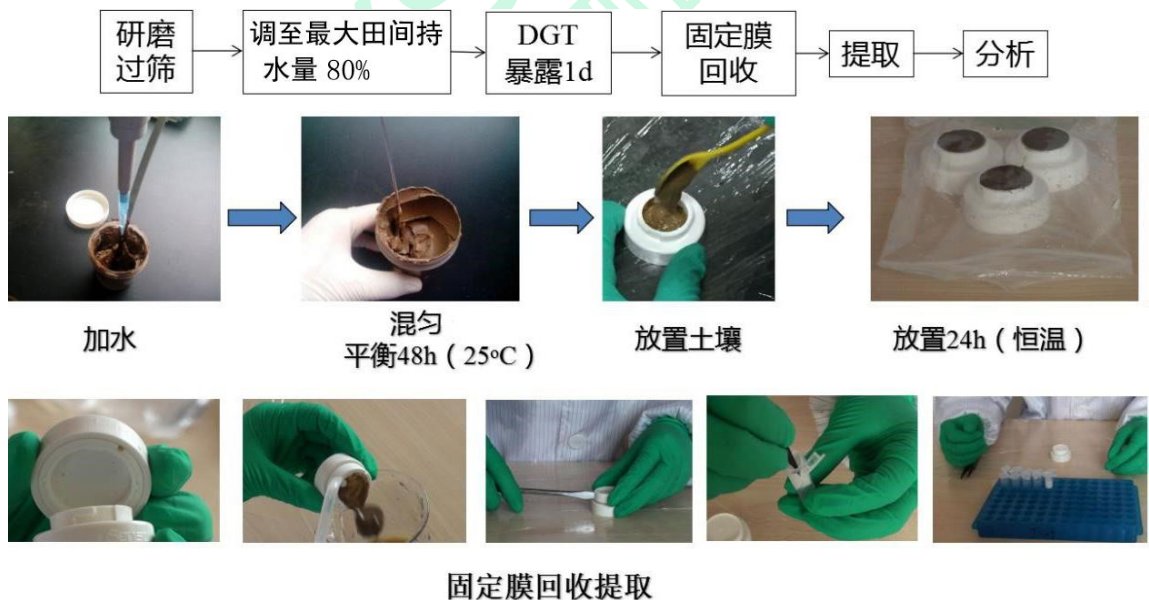 研磨
过筛
调至最大田间持
水量 80%
DGT
暴露1d
固定膜
回收
提取
分析
加水
混匀
平衡48h（25°C）
放置土壤
放置24h（恒温）
固定膜回收提取